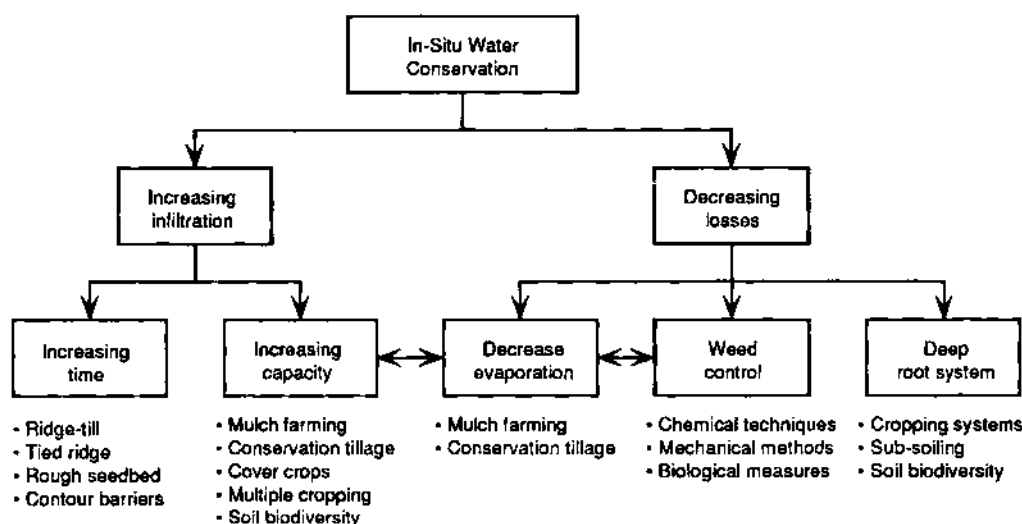 In-Situ Water
Conservation
Increasing
infiltration
Decreasing
losses
Increasing
time
Increasing
capacity
Decrease
evaporation
Weed
control
Deep
root system
• Ridge-till
• Tied ridge
• Rough seedbed
• Contour barriers
• Mulch farming
• Conservation tillage
• Cover crops
• Multiple cropping
• Soil biodiversity
• Mulch farming
• Conservation tillage
• Chemical techniques
• Mechanical methods
• Biological measures
• Cropping systems
• Sub-soiling
• Soil biodiversity